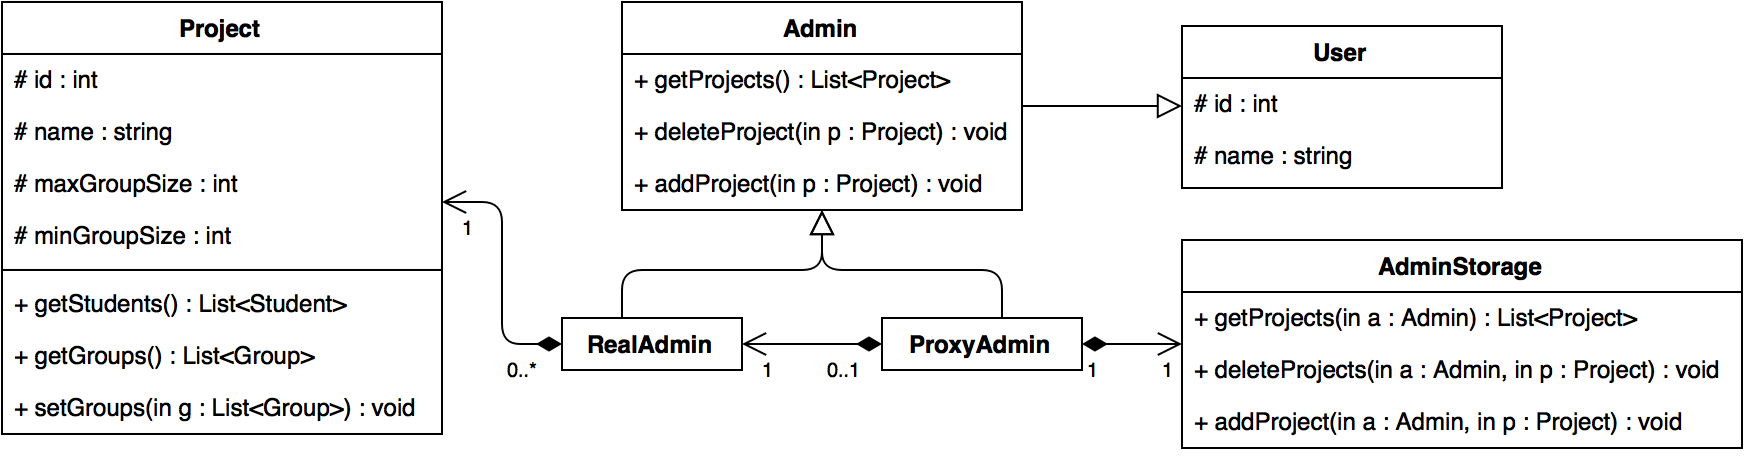 Project
# id : int
# name : string
# maxGroupSize : int
# minGroupSize : int
+ getStudents() : List<Student>
+ getGroups() : List<Group>
+ setGroups(in g : List<Group>) : void
Admin
+ getProjects() : List<Project>
+ deleteProject(in p : Project) : void
+ addProject(in p : Project) : void
User
# id : int
# name : string
1
0..*
RealAdmin
1
0..1
ProxyAdmin
1
1
AdminStorage
+ getProjects(in a : Admin) : List<Project>
+ deleteProjects(in a : Admin, in p : Project) : void
+ addProject(in a : Admin, in p : Project) : void